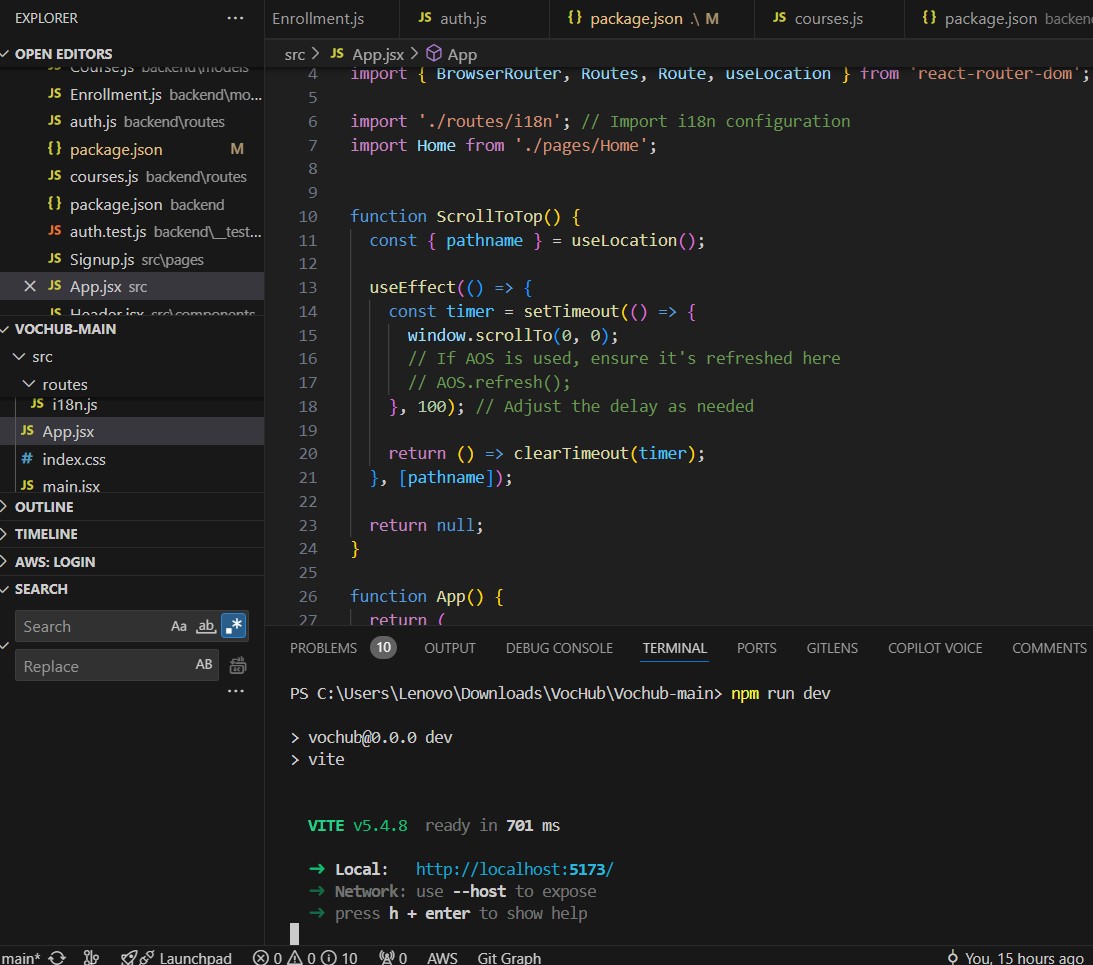 EXPLORER ...
Enrollment.js JS auth.js {} package.json .\ M JS courses.js {} package.json backen
OPEN EDITORS
src > JS App.jsx > App
JS Course.js backend\models
JS Enrollment.js backend\mo...
JS auth.js backend\routes
{} package.json M
JS courses.js backend\routes
{} package.json backend
JS auth.test.js backend\__test...
JS Signup.js src\pages
JS App.jsx src
JS Header.jsx src\components
VOCHUB-MAIN
src
routes
JS i18n.js
JS App.jsx
# index.css
JS main.jsx
OUTLINE
TIMELINE
AWS: LOGIN
SEARCH
Search Aa ab .*
Replace AB
...
4 import { BrowserRouter, Routes, Route, useLocation } from 'react-router-dom';
5
6 import './routes/i18n'; // Import i18n configuration
7 import Home from './pages/Home';
8
9
10 function ScrollToTop() {
11 const { pathname } = useLocation();
12
13 useEffect(() => {
14 const timer = setTimeout(() => {
15 window.scrollTo(0, 0);
16 // If AOS is used, ensure it's refreshed here
17 // AOS.refresh();
18 }, 100); // Adjust the delay as needed
19
20 return () => clearTimeout(timer);
21 }, [pathname]);
22
23 return null;
24 }
25
26 function App() {
27 return (
PROBLEMS 10 OUTPUT DEBUG CONSOLE TERMINAL PORTS GITLENS COPILOT VOICE COMMENTS
PS C:\Users\Lenovo\Downloads\VocHub\Vochub-main> npm run dev
> vochub@0.0.0 dev
> vite
VITE v5.4.8 ready in 701 ms
➜ Local: http://localhost:5173/
➜ Network: use --host to expose
➜ press h + enter to show help
main* Launchpad 0 0 10 0 AWS Git Graph You, 15 hours ago